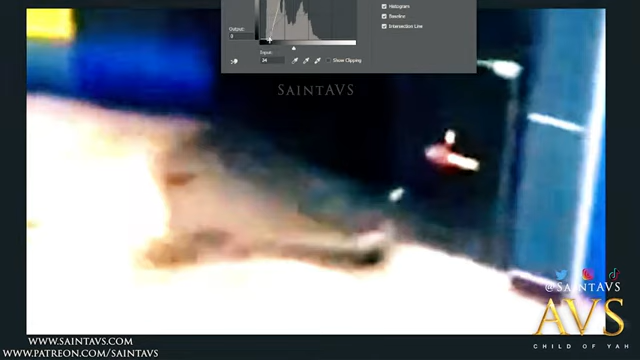 Output:
3
Input:
24
Show Clipping
Histogram
Baseline
Intersection Line
SAINTAVS
@SAINTAVS
AVS
CHILD OF YAH
WWW.SAINTAVS.COM
WWW.PATREON.COM/SAINTAVS